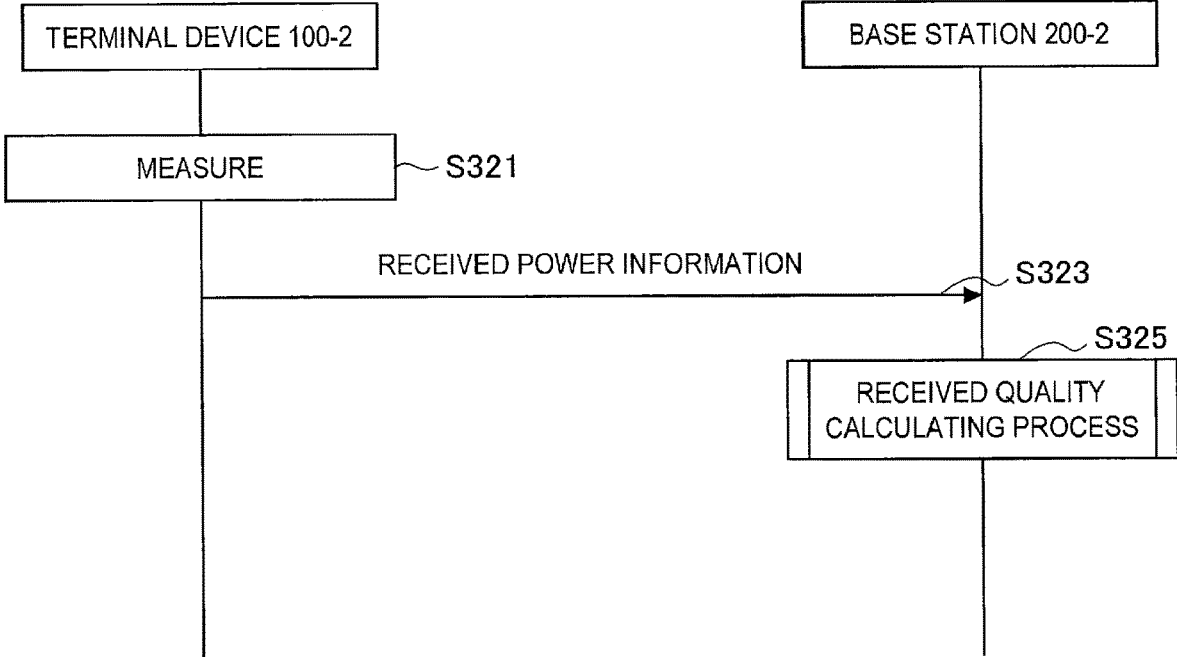 TERMINAL DEVICE 100-2
BASE STATION 200-2
MEASURE
S321
RECEIVED POWER INFORMATION
S323
S325
RECEIVED QUALITY
CALCULATING PROCESS